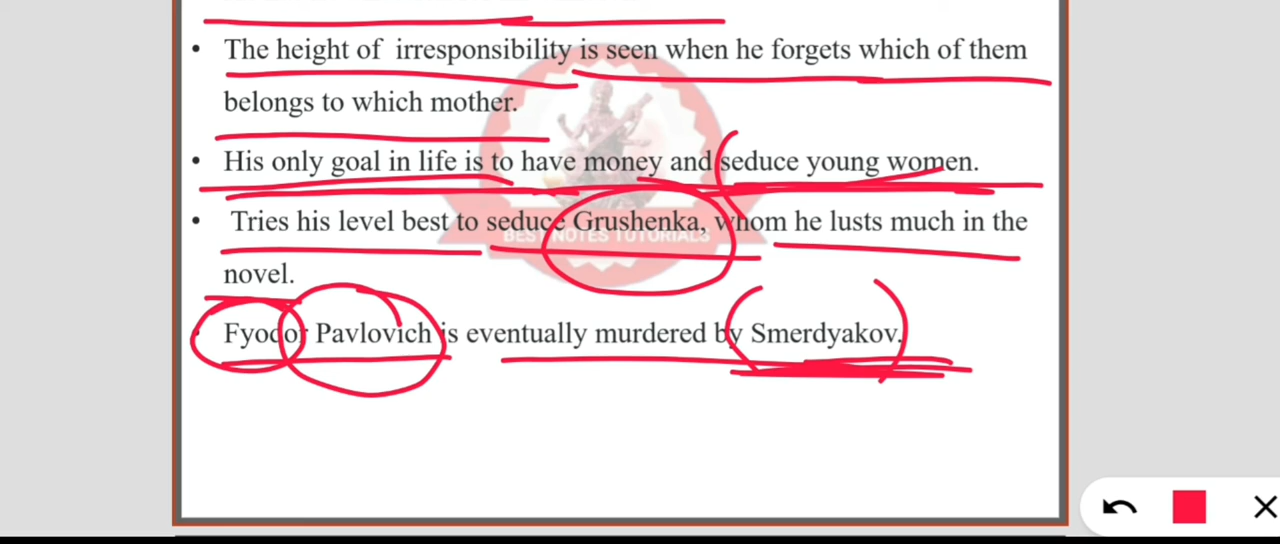 • The height of irresponsibility is seen when he forgets which of them
belongs to which mother.
• His only goal in life is to have money and seduce young women.
• Tries his level best to seduce Grushenka, whom he lusts much in the
BEST NOTES TUTORIALS
novel.
• Fyodor Pavlovich is eventually murdered by Smerdyakov.